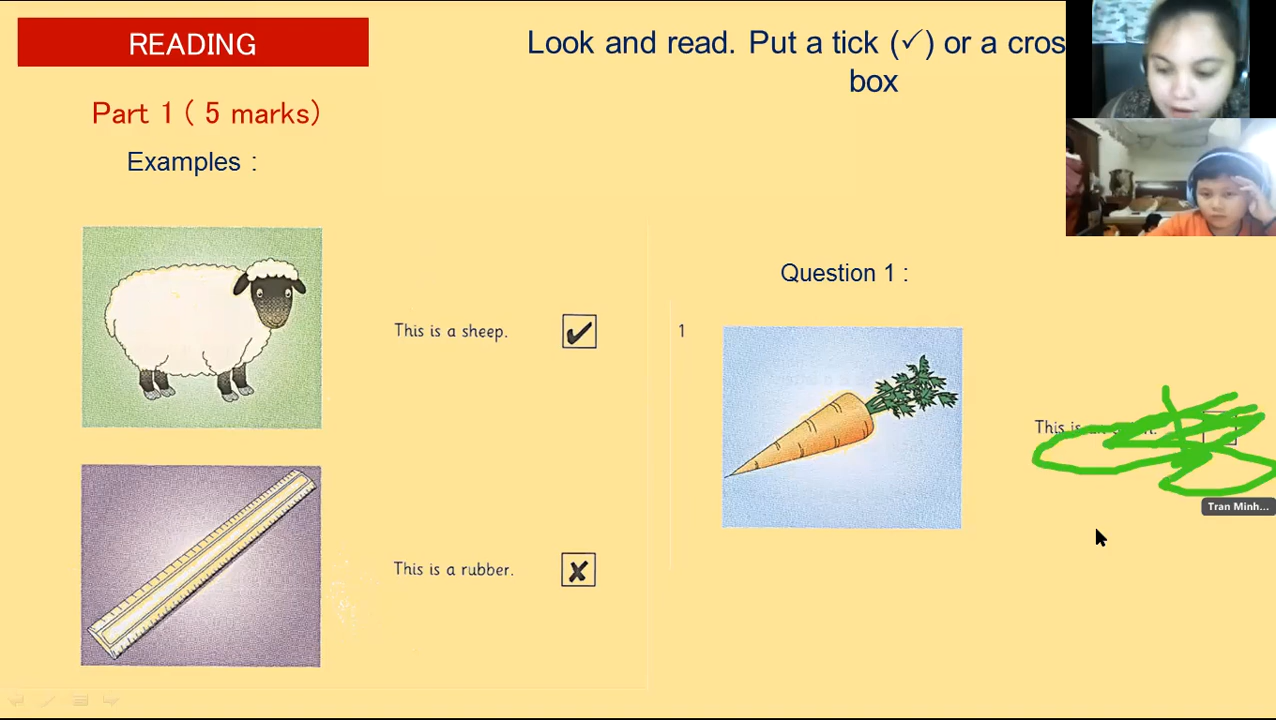 READING
Look and read. Put a tick (✓) or a cros
box
Part 1 ( 5 marks)
Examples :
This is a sheep.
Question 1 :
1
This is
This is a rubber.
Tran Minh...